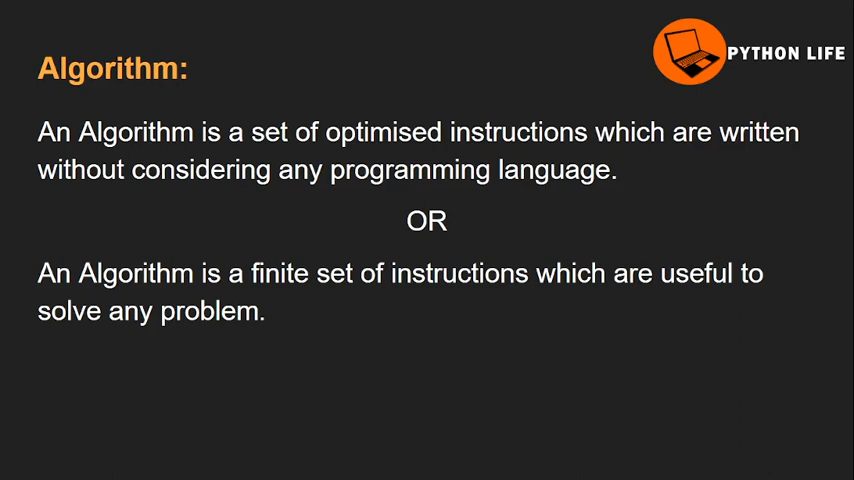 PYTHON LIFE
Algorithm:
An Algorithm is a set of optimised instructions which are written
without considering any programming language.
OR
An Algorithm is a finite set of instructions which are useful to
solve any problem.